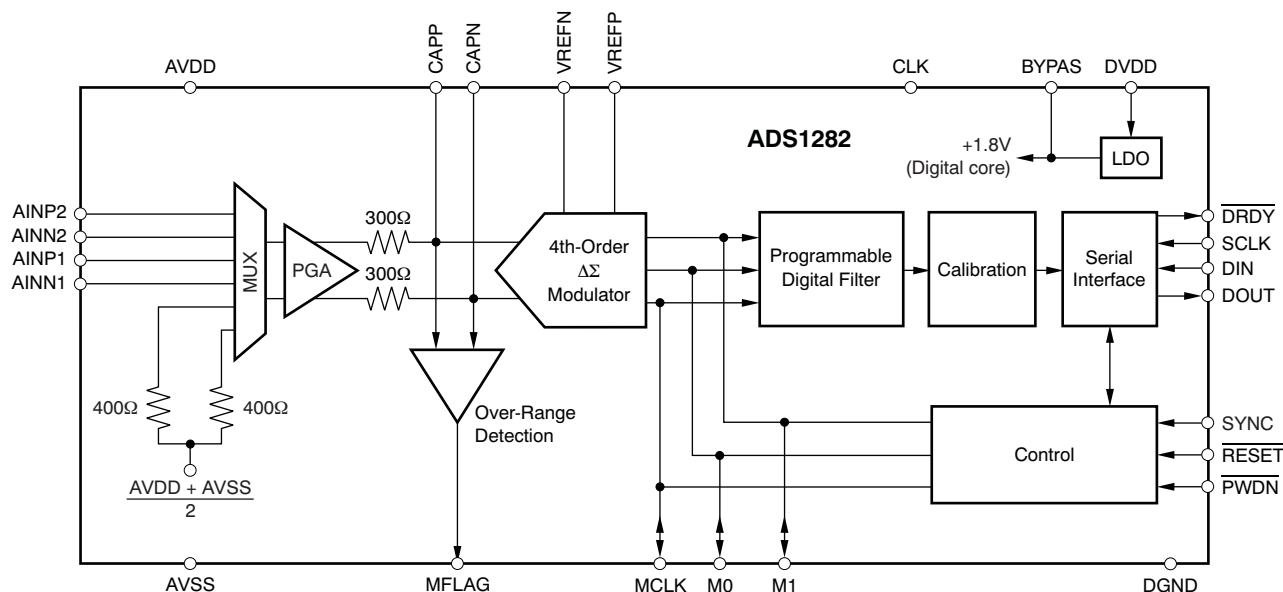 AVDD
CAPP
CAPN
VREFN
VREFP
CLK
BYPAS
DVDD
ADS1282
+1.8V
(Digital core)
LDO
AINP2
AINN2
AINP1
AINN1
MUX
PGA
300Ω
300Ω
4th-Order
ΔΣ
Modulator
Programmable
Digital Filter
Calibration
Serial
Interface
DRDY
SCLK
DIN
DOUT
400Ω
400Ω
Over-Range
Detection
Control
SYNC
RESET
PWDN
AVDD + AVSS
2
AVSS
MFLAG
MCLK
M0
M1
DGND